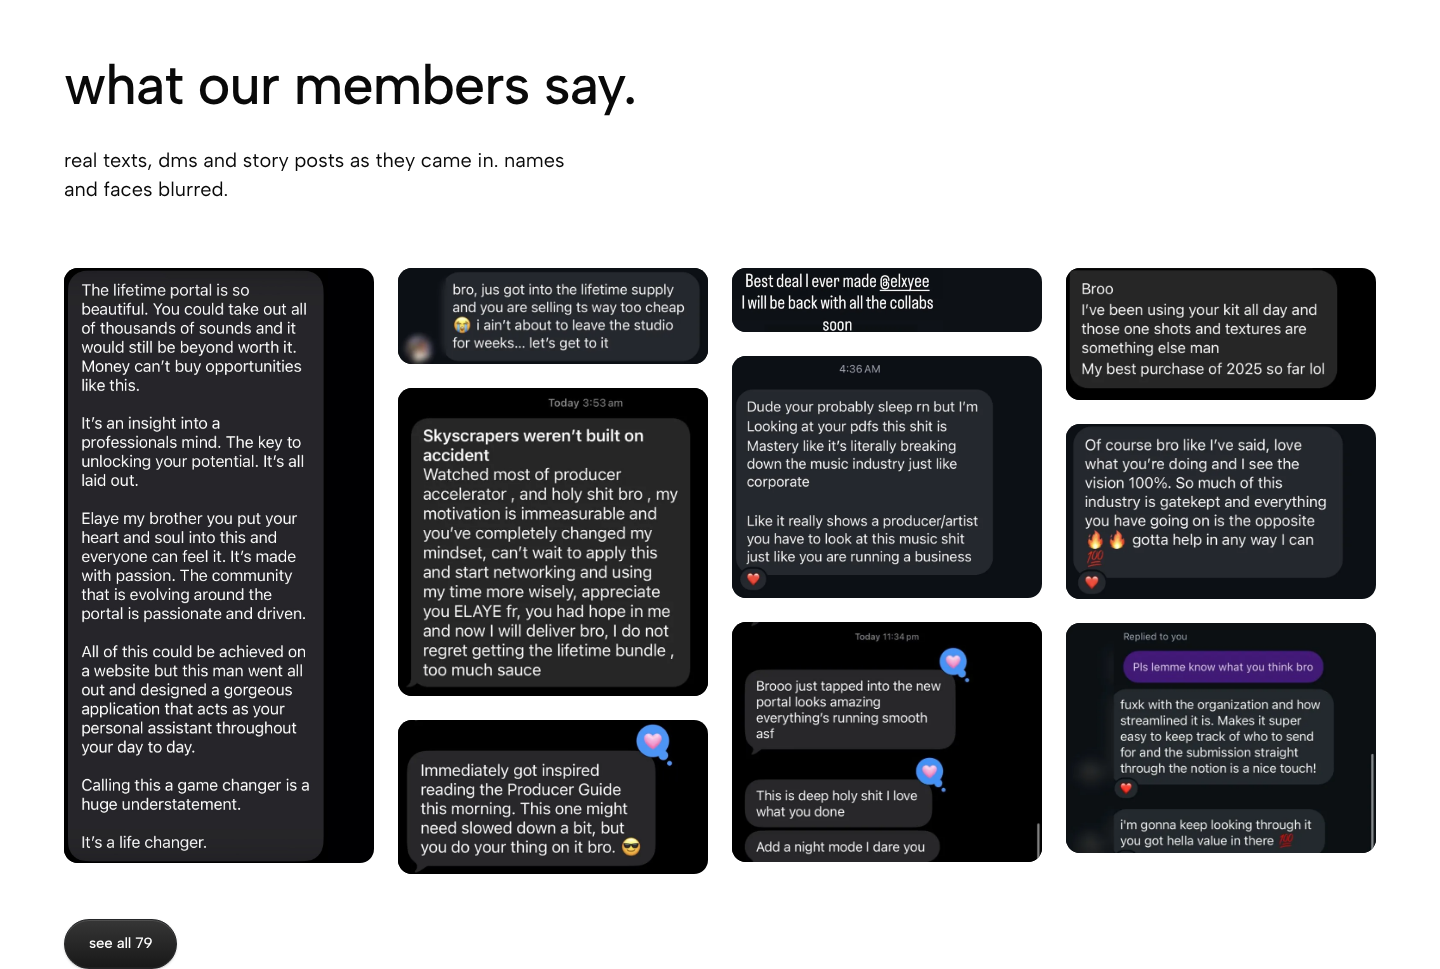 what our members say.
real texts, dms and story posts as they came in. names
and faces blurred.
The lifetime portal is so
beautiful. You could take out all
of thousands of sounds and it
would still be beyond worth it.
Money can't buy opportunities
like this.
It's an insight into a
professionals mind. The key to
unlocking your potential. It's all
laid out.
Elaye my brother you put your
heart and soul into this and
everyone can feel it. It's made
with passion. The community
that is evolving around the
portal is passionate and driven.
All of this could be achieved on
a website but this man went all
out and designed a gorgeous
application that acts as your
personal assistant throughout
your day to day.
Calling this a game changer is a
huge understatement.
It's a life changer.
bro, jus got into the lifetime supply
and you are selling ts way too cheap
😭 i ain't about to leave the studio
for weeks... let's get to it
Today 3:53 am
Skyscrapers weren't built on
accident
Watched most of producer
accelerator , and holy shit bro , my
motivation is immeasurable and
you've completely changed my
mindset, can't wait to apply this
and start networking and using
my time more wisely, appreciate
you ELAYE fr, you had hope in me
and now I will deliver bro, I do not
regret getting the lifetime bundle ,
too much sauce
Immediately got inspired
reading the Producer Guide
this morning. This one might
need slowed down a bit, but
you do your thing on it bro. 😎
Best deal I ever made @elxyee
I will be back with all the collabs
soon
4:36 AM
Dude your probably sleep rn but I'm
Looking at your pdfs this shit is
Mastery like it's literally breaking
down the music industry just like
corporate
Like it really shows a producer/artist
you have to look at this music shit
just like you are running a business
Today 11:34 pm
Brooo just tapped into the new
portal looks amazing
everything's running smooth
asf
This is deep holy shit I love
what you done
Add a night mode I dare you
Broo
I've been using your kit all day and
those one shots and textures are
something else man
My best purchase of 2025 so far lol
Of course bro like I've said, love
what you're doing and I see the
vision 100%. So much of this
industry is gatekept and everything
you have going on is the opposite
🔥🔥 gotta help in any way I can
💯
Replied to you
Pls lemme know what you think bro
fuxk with the organization and how
streamlined it is. Makes it super
easy to keep track of who to send
for and the submission straight
through the notion is a nice touch!
i'm gonna keep looking through it
you got hella value in there 💯
see all 79